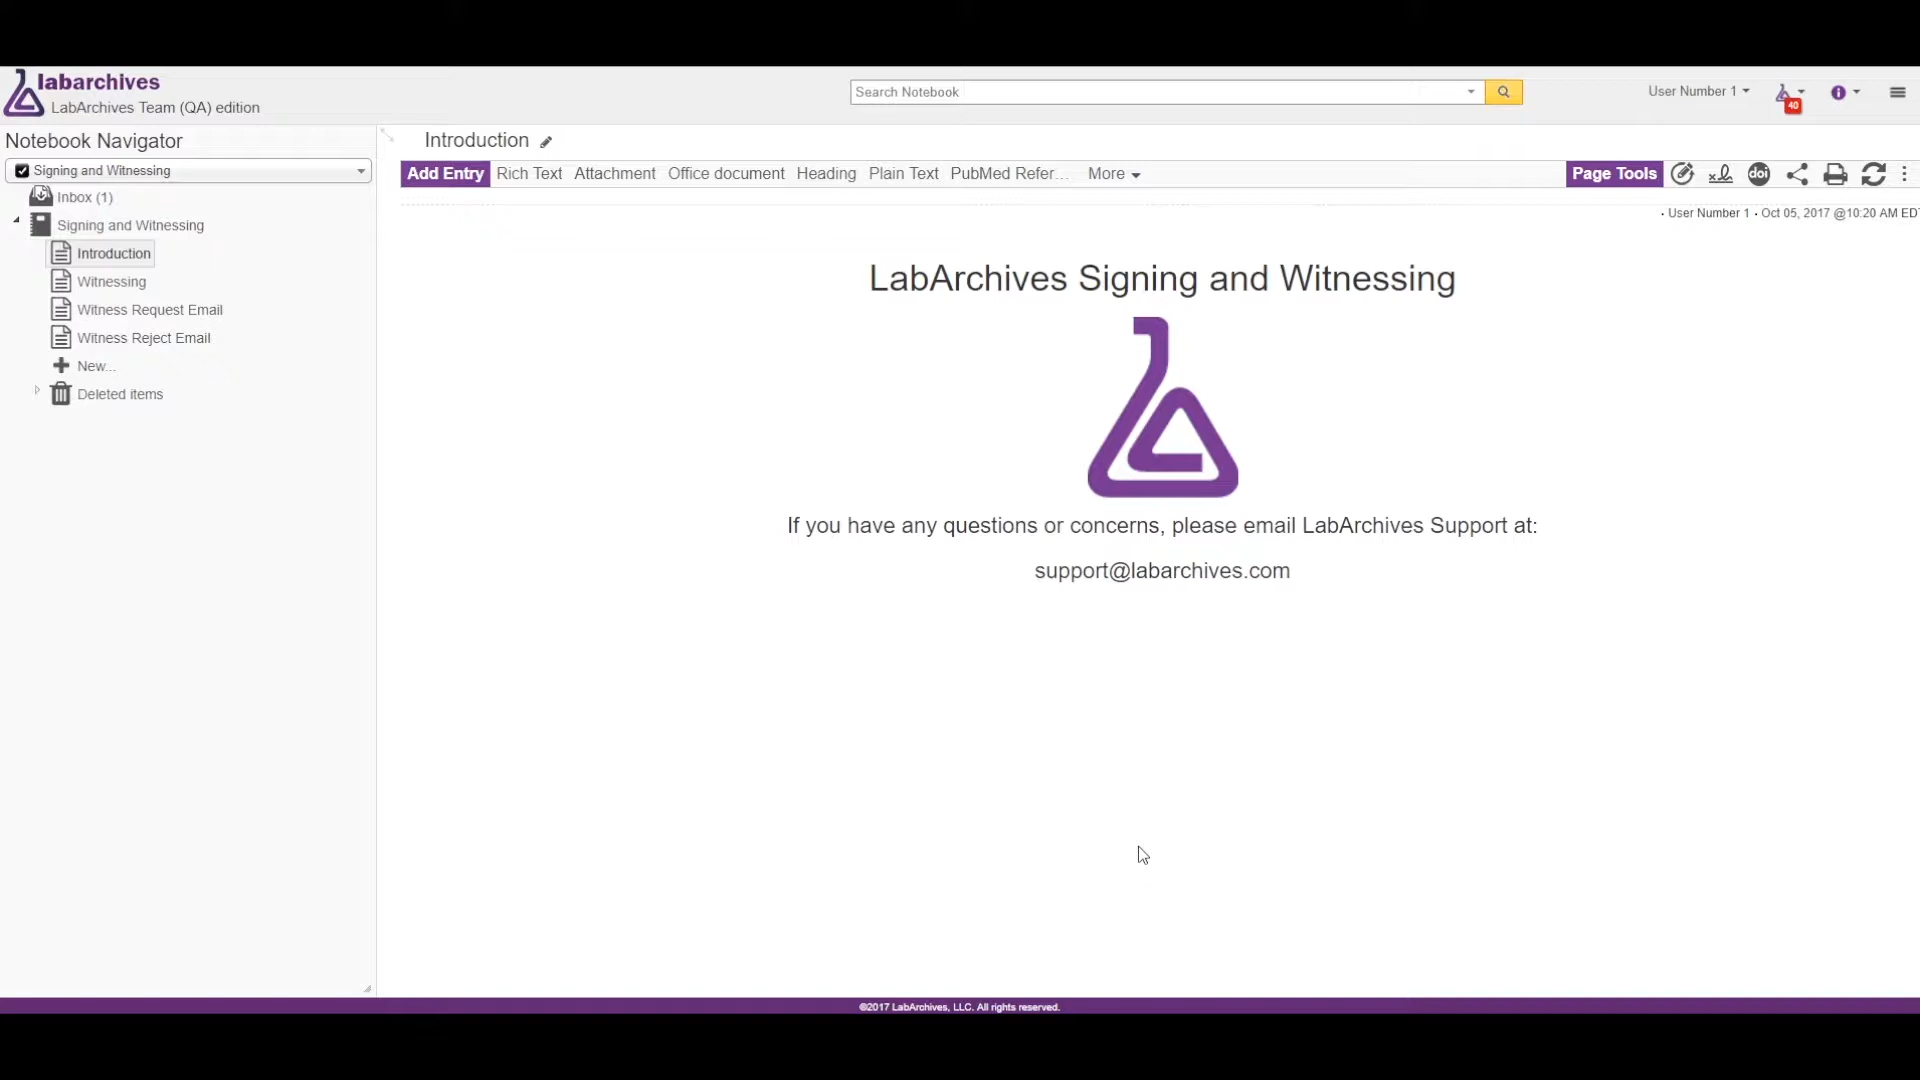 labarchives
LabArchives Team (QA) edition
Search Notebook
User Number 1
40
Notebook Navigator
Signing and Witnessing
Inbox (1)
Signing and Witnessing
Introduction
Witnessing
Witness Request Email
Witness Reject Email
New...
Deleted items
Introduction
Add Entry Rich Text Attachment Office document Heading Plain Text PubMed Refer... More
Page Tools doi
• User Number 1 • Oct 05, 2017 @10:20 AM EDT
LabArchives Signing and Witnessing
If you have any questions or concerns, please email LabArchives Support at:
support@labarchives.com
©2017 LabArchives, LLC. All rights reserved.